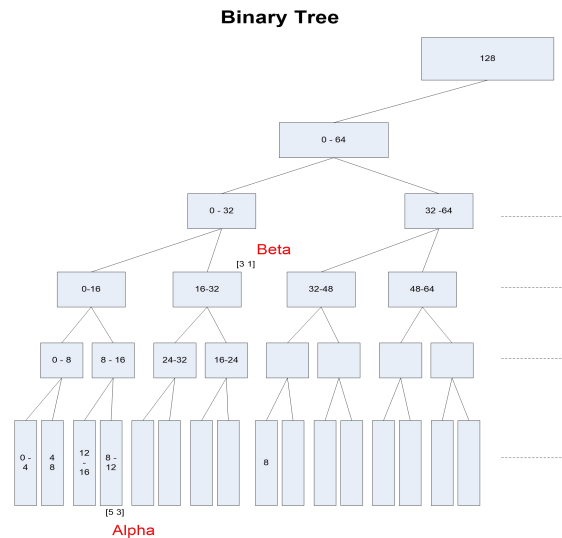 Binary Tree
128
0 - 64
0 - 32
32 -64
Beta
[3 1]
0-16
16-32
32-48
48-64
0 - 8
8 - 16
24-32
16-24
0 -
4
4
8
12
-
16
8 -
12
8
[5 3]
Alpha